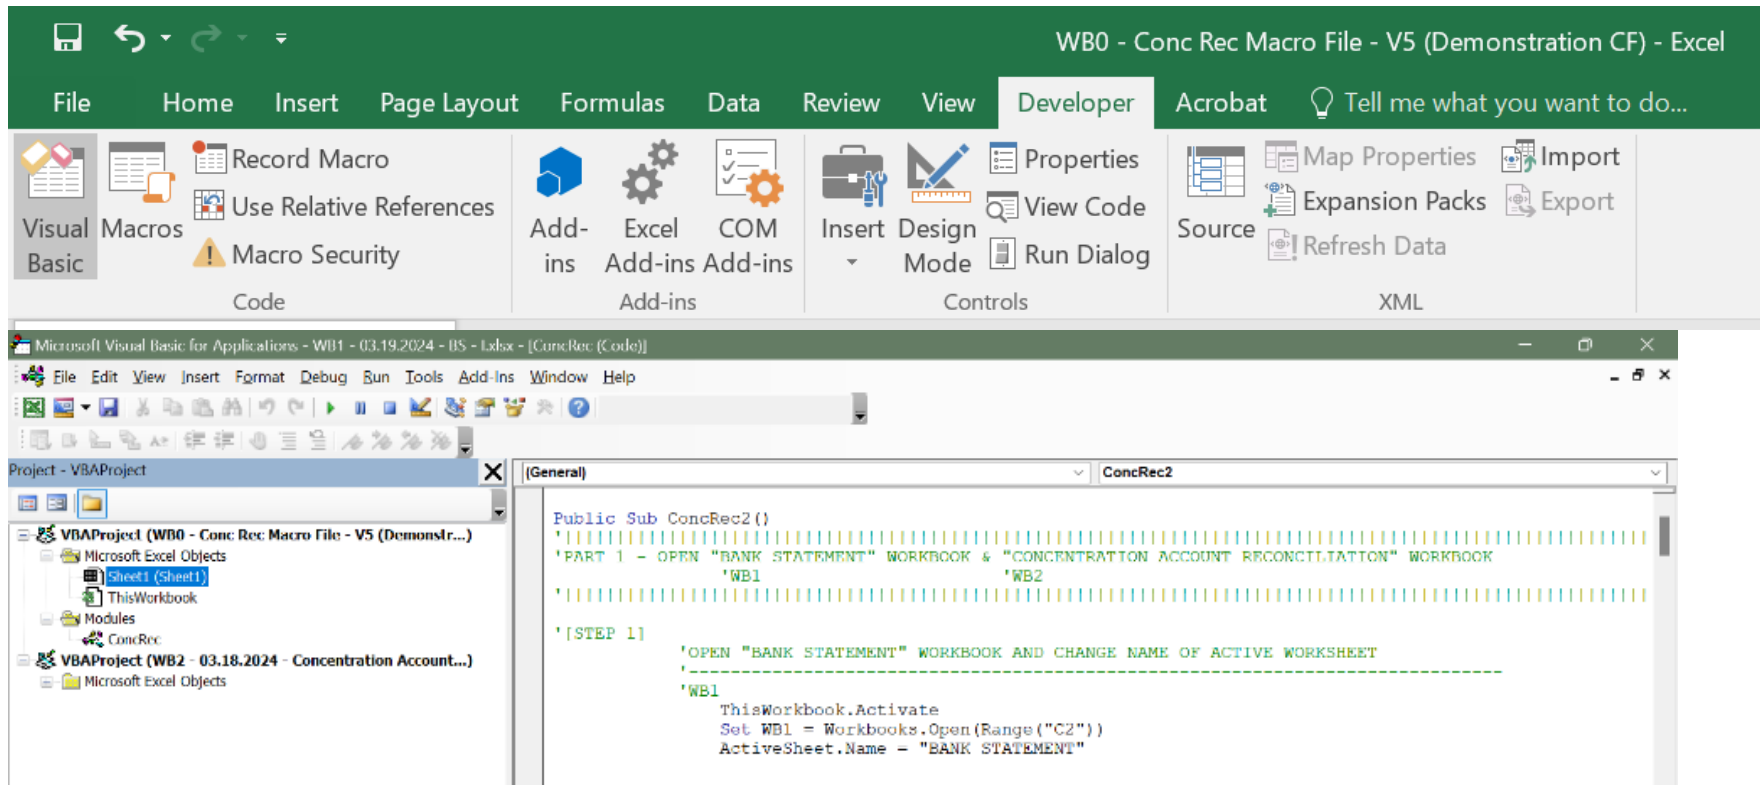 WB0 - Conc Rec Macro File - V5 (Demonstration CF) - Excel
File Home Insert Page Layout Formulas Data Review View Developer Acrobat Tell me what you want to do...
Visual Basic
Macros
Record Macro
Use Relative References
Macro Security
Code
Add-ins
Excel Add-ins
COM Add-ins
Add-ins
Insert
Design Mode
Properties
View Code
Run Dialog
Controls
Source
Map Properties
Expansion Packs
Refresh Data
Import
Export
XML
Microsoft Visual Basic for Applications - WB1 - 03.19.2024 - BS - I.xlsx - [ConcRec (Code)]
File Edit View Insert Format Debug Run Tools Add-Ins Window Help
Project - VBAProject
VBAProject (WB0 - Conc Rec Macro File - V5 (Demonstr...)
Microsoft Excel Objects
Sheet1 (Sheet1)
ThisWorkbook
Modules
ConcRec
VBAProject (WB2 - 03.18.2024 - Concentration Account...)
Microsoft Excel Objects
(General)
ConcRec2
Public Sub ConcRec2()
'PART 1 - OPEN "BANK STATEMENT" WORKBOOK & "CONCENTRATION ACCOUNT RECONCILIATION" WORKBOOK
'WB1 'WB2
'[STEP 1]
'OPEN "BANK STATEMENT" WORKBOOK AND CHANGE NAME OF ACTIVE WORKSHEET
'WB1
ThisWorkbook.Activate
Set WB1 = Workbooks.Open(Range("C2"))
ActiveSheet.Name = "BANK STATEMENT"